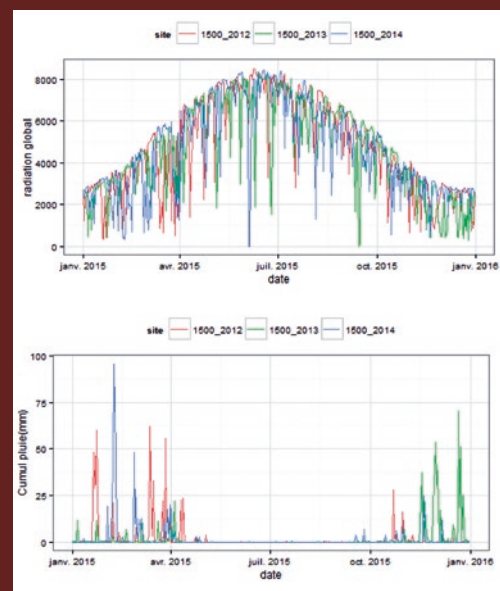 site 1500_2012 1500_2013 1500_2014
radiation global
8000
6000
4000
2000
0
janv. 2015 avr. 2015 juil. 2015 oct. 2015 janv. 2016
date
site 1500_2012 1500_2013 1500_2014
Cumul pluie(mm)
100
75
50
25
0
janv. 2015 avr. 2015 juil. 2015 oct. 2015 janv. 2016
date